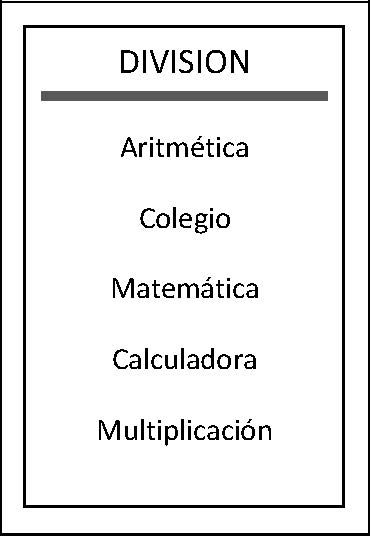 DIVISION
Aritmética
Colegio
Matemática
Calculadora
Multiplicación